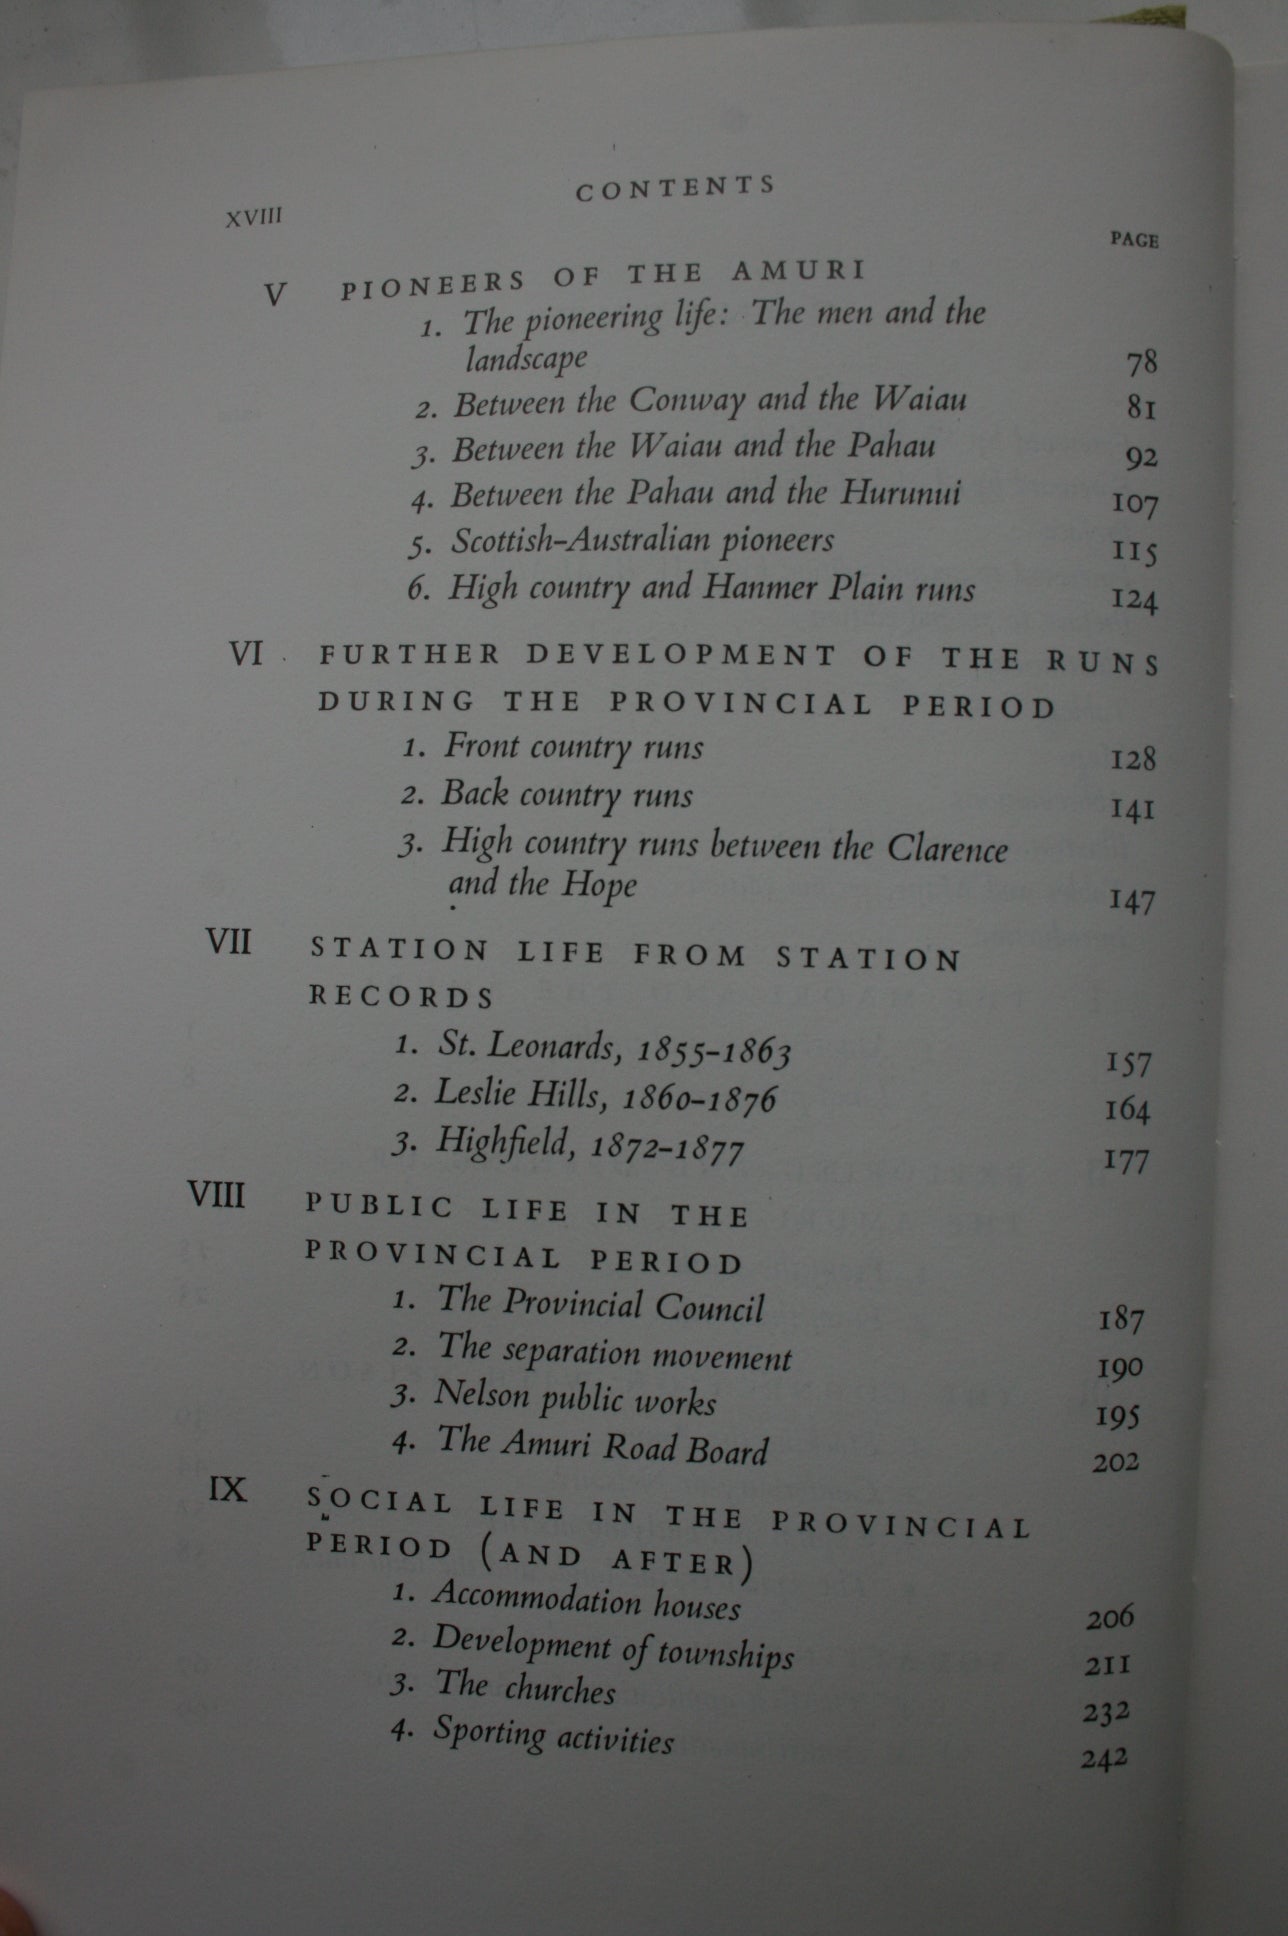 CONTENTS
XVIII
PAGE
V PIONEERS OF THE AMURI
1. The pioneering life: The men and the
landscape 78
2. Between the Conway and the Waiau 81
3. Between the Waiau and the Pahau 92
4. Between the Pahau and the Hurunui 107
5. Scottish–Australian pioneers 115
6. High country and Hanmer Plain runs 124
VI FURTHER DEVELOPMENT OF THE RUNS
DURING THE PROVINCIAL PERIOD
1. Front country runs 128
2. Back country runs 141
3. High country runs between the Clarence
and the Hope 147
VII STATION LIFE FROM STATION
RECORDS
1. St. Leonards, 1855–1863 157
2. Leslie Hills, 1860–1876 164
3. Highfield, 1872–1877 177
VIII PUBLIC LIFE IN THE
PROVINCIAL PERIOD
1. The Provincial Council 187
2. The separation movement 190
3. Nelson public works 195
4. The Amuri Road Board 202
IX SOCIAL LIFE IN THE PROVINCIAL
PERIOD (AND AFTER)
1. Accommodation houses 206
2. Development of townships 211
3. The churches 232
4. Sporting activities 242